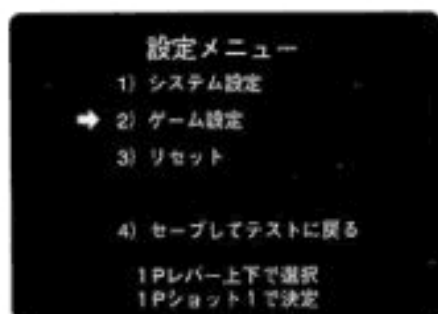 設定メニュー
1) システム設定
➡ 2) ゲーム設定
3) リセット
4) セーブしてテストに戻る
1Pレバー上下で選択
1Pショット1で決定